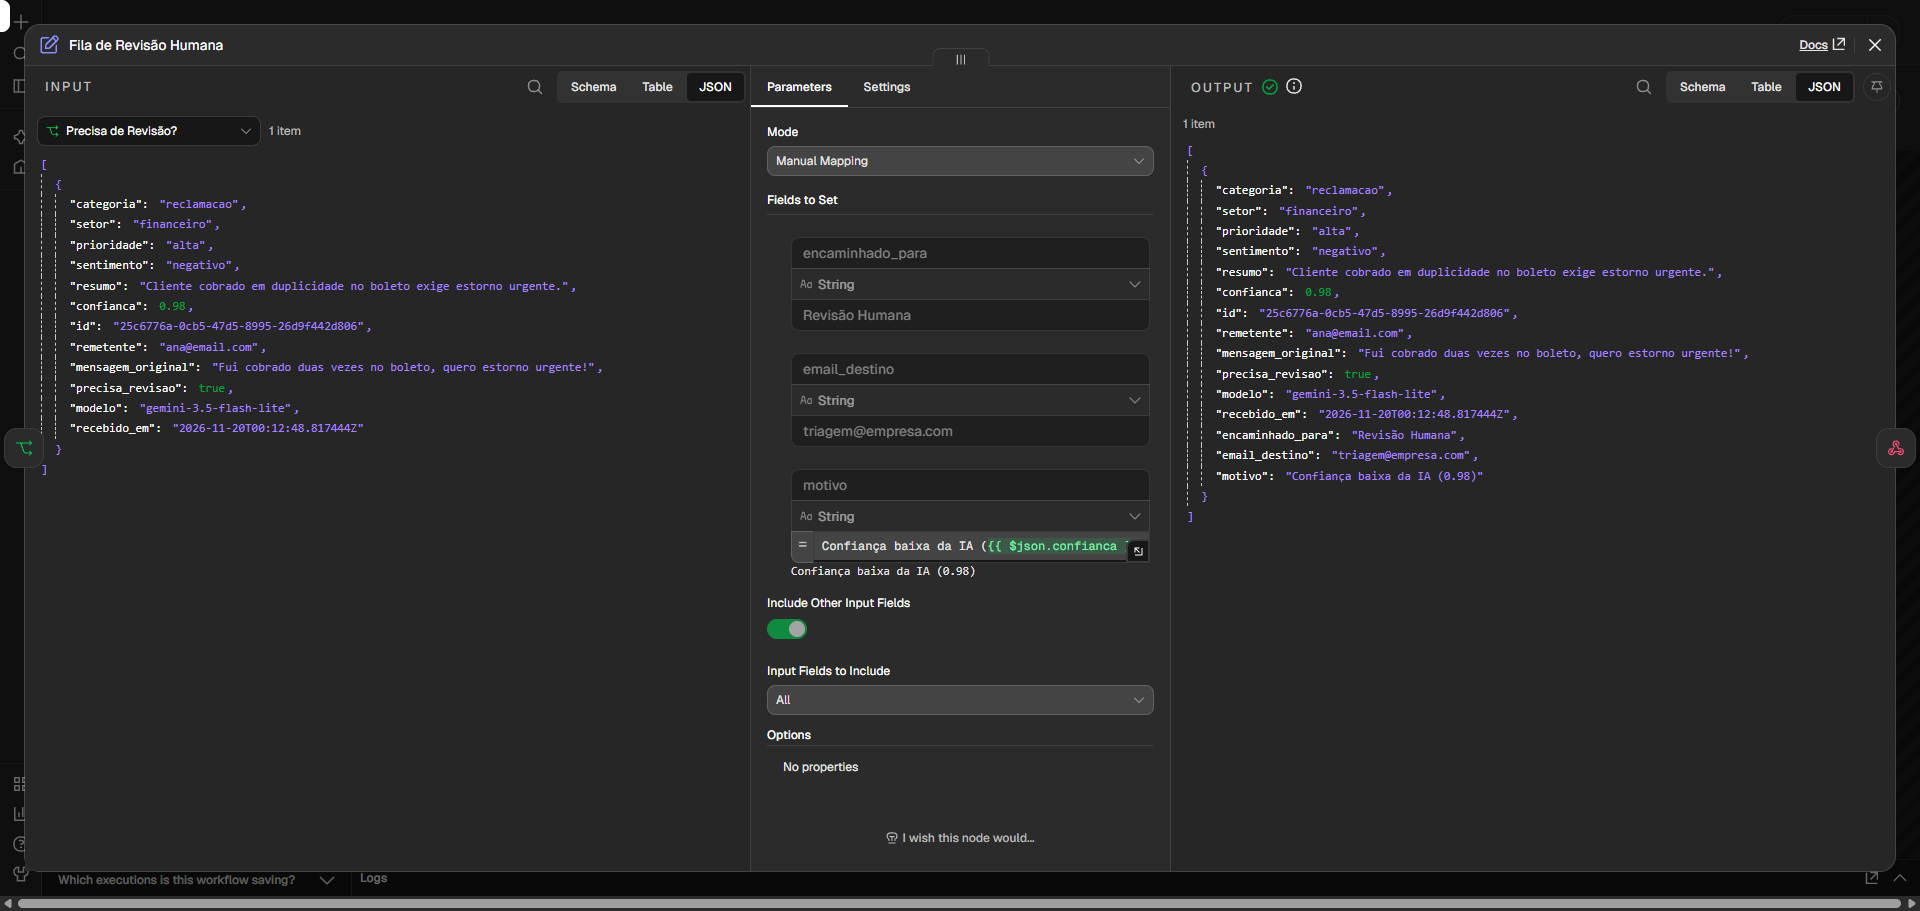 Fila de Revisão Humana
Docs
INPUT
Schema
Table
JSON
Precisa de Revisão?
1 item
[
{
"categoria": "reclamacao",
"setor": "financeiro",
"prioridade": "alta",
"sentimento": "negativo",
"resumo": "Cliente cobrado em duplicidade no boleto exige estorno urgente.",
"confianca": 0.98,
"id": "25c6776a-0cb5-47d5-8995-26d9f442d806",
"remetente": "ana@email.com",
"mensagem_original": "Fui cobrado duas vezes no boleto, quero estorno urgente!",
"precisa_revisao": true,
"modelo": "gemini-3.5-flash-lite",
"recebido_em": "2026-11-20T00:12:48.817444Z"
}
]
Parameters
Settings
Mode
Manual Mapping
Fields to Set
encaminhado_para
Aa String
Revisão Humana
email_destino
Aa String
triagem@empresa.com
motivo
Aa String
= Confiança baixa da IA ({{ $json.confianca
Confiança baixa da IA (0.98)
Include Other Input Fields
Input Fields to Include
All
Options
No properties
I wish this node would...
OUTPUT
Schema
Table
JSON
1 item
[
{
"categoria": "reclamacao",
"setor": "financeiro",
"prioridade": "alta",
"sentimento": "negativo",
"resumo": "Cliente cobrado em duplicidade no boleto exige estorno urgente.",
"confianca": 0.98,
"id": "25c6776a-0cb5-47d5-8995-26d9f442d806",
"remetente": "ana@email.com",
"mensagem_original": "Fui cobrado duas vezes no boleto, quero estorno urgente!",
"precisa_revisao": true,
"modelo": "gemini-3.5-flash-lite",
"recebido_em": "2026-11-20T00:12:48.817444Z",
"encaminhado_para": "Revisão Humana",
"email_destino": "triagem@empresa.com",
"motivo": "Confiança baixa da IA (0.98)"
}
]
Which executions is this workflow saving?
Logs